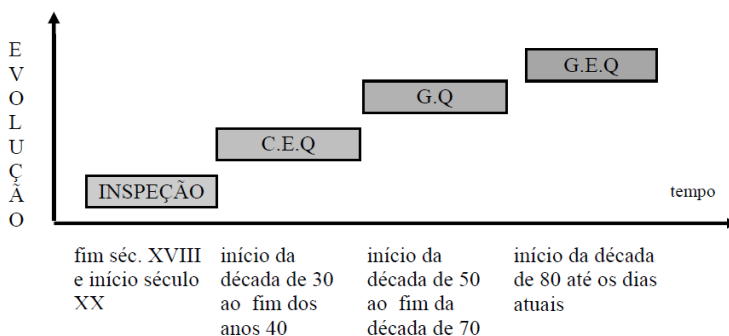 EVOLUÇÃO
G.E.Q
G.Q
C.E.Q
INSPEÇÃO
tempo
fim séc. XVIII
e início século
XX
início da
década de 30
ao fim dos
anos 40
início da
década de 50
ao fim da
década de 70
início da década
de 80 até os dias
atuais